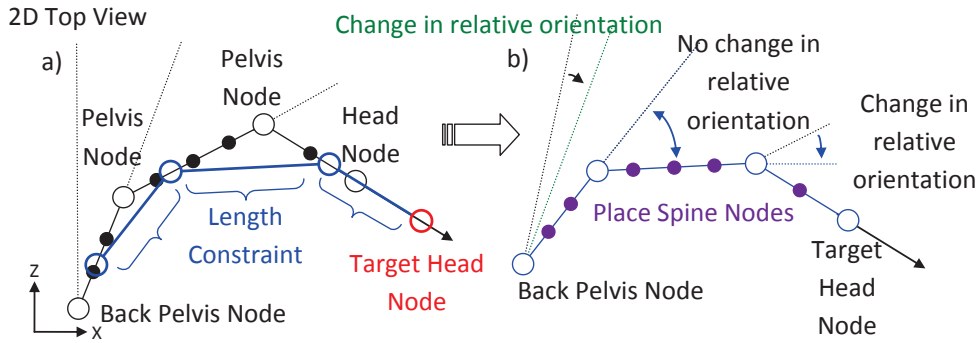 2D Top View
a)
Pelvis
Node
Pelvis
Node
Head
Node
Length
Constraint
Target Head
Node
Back Pelvis Node
Z
X
Change in relative orientation
b)
No change in
relative
orientation
Change in
relative
orientation
Place Spine Nodes
Back Pelvis Node
Target
Head
Node